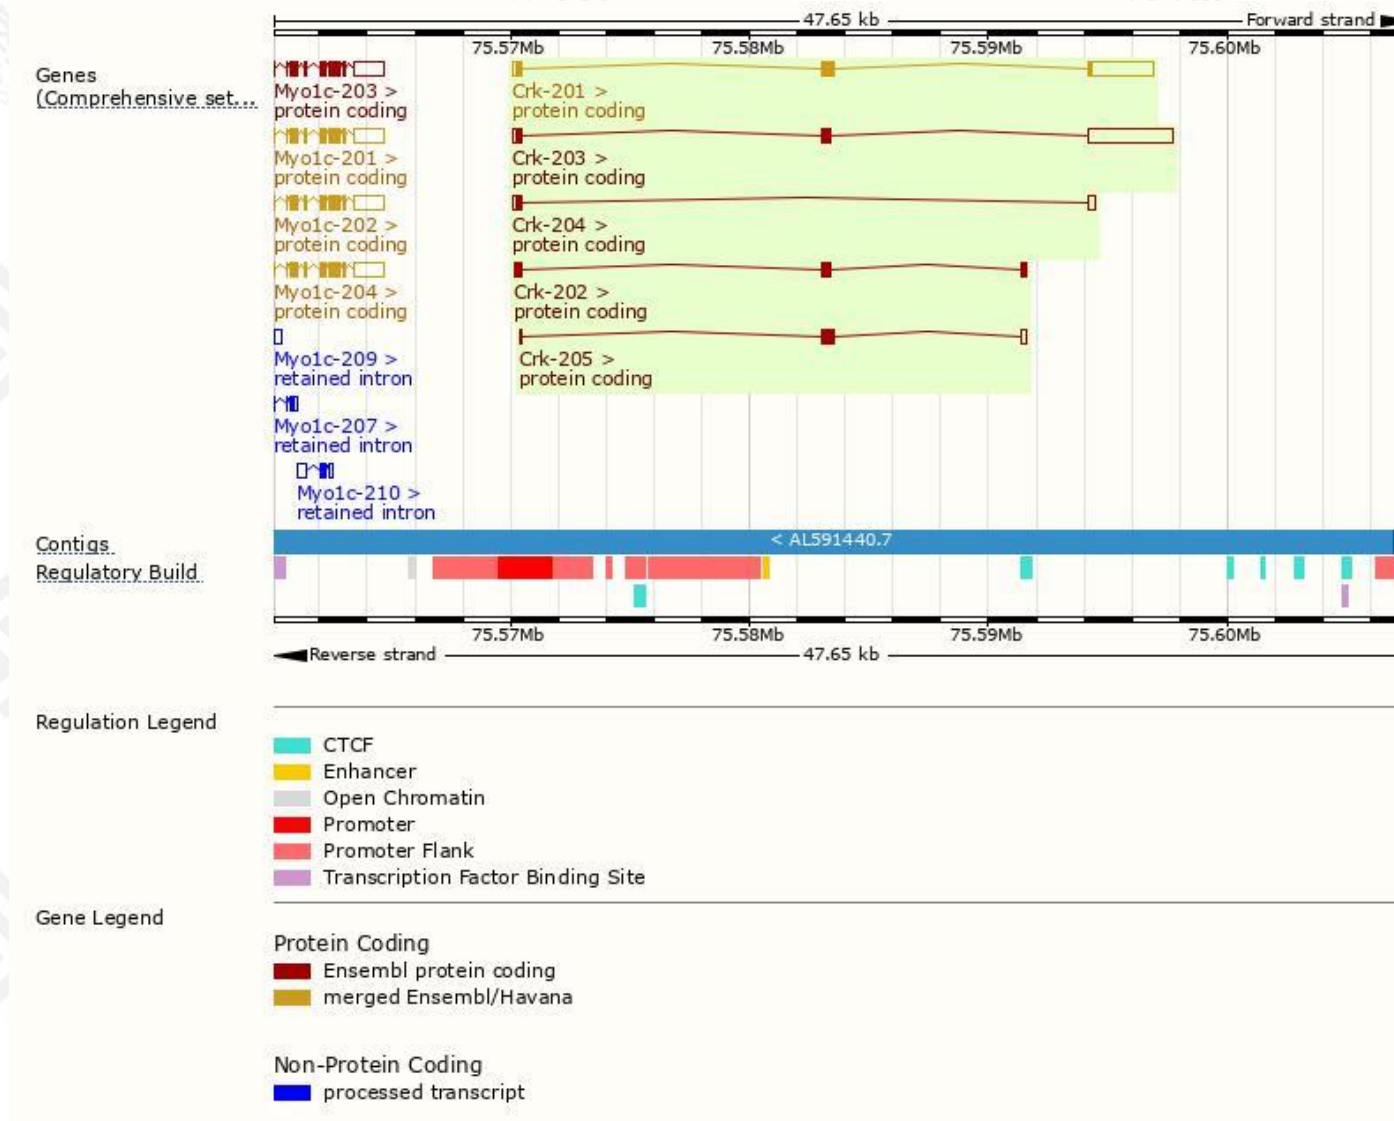 47.65 kb
Forward strand
75.57Mb 75.58Mb 75.59Mb 75.60Mb
Genes
(Comprehensive set...
Myo1c-203 >
protein coding
Crk-201 >
protein coding
Myo1c-201 >
protein coding
Crk-203 >
protein coding
Myo1c-202 >
protein coding
Crk-204 >
protein coding
Myo1c-204 >
protein coding
Crk-202 >
protein coding
Myo1c-209 >
retained intron
Crk-205 >
protein coding
Myo1c-207 >
retained intron
Myo1c-210 >
retained intron
Contigs
< AL591440.7
Regulatory Build
75.57Mb 75.58Mb 75.59Mb 75.60Mb
Reverse strand
47.65 kb
Regulation Legend
CTCF
Enhancer
Open Chromatin
Promoter
Promoter Flank
Transcription Factor Binding Site
Gene Legend
Protein Coding
Ensembl protein coding
merged Ensembl/Havana
Non-Protein Coding
processed transcript